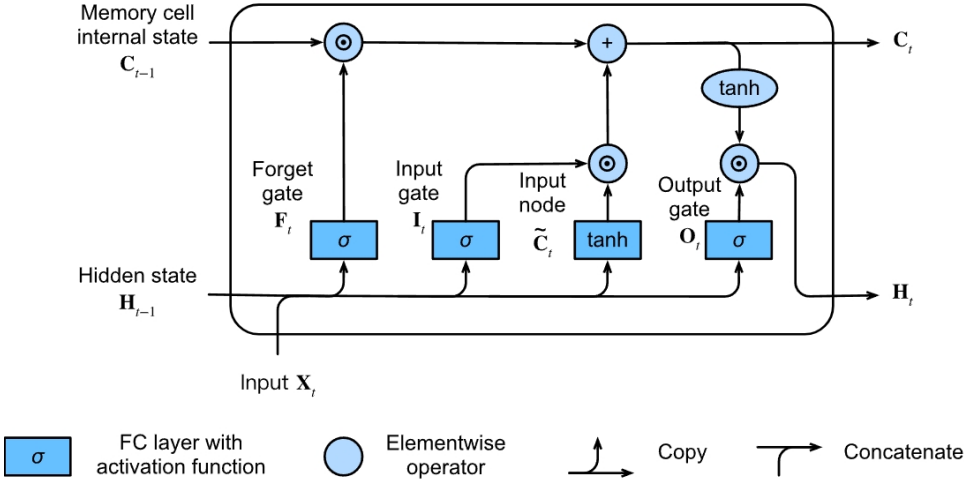 Memory cell
internal state
C_{t−1}
⊙
+
C_t
tanh
⊙
⊙
Forget
gate
F_t
Input
gate
I_t
Input
node
C̃_t
Output
gate
O_t
σ
σ
tanh
σ
Hidden state
H_{t−1}
H_t
Input X_t
σ
FC layer with
activation function
Elementwise
operator
Copy
Concatenate